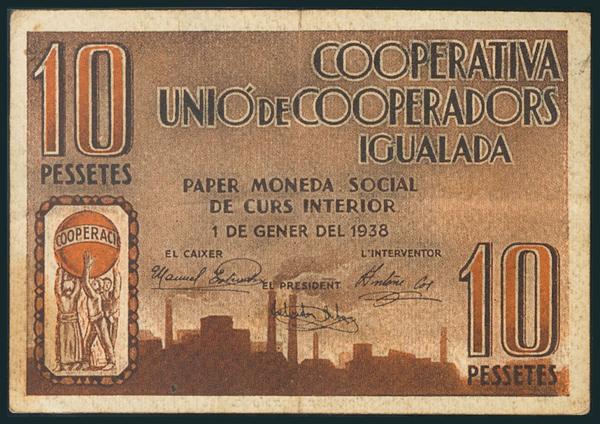 10
PESSETES
COOPERATIVA
UNIÓ DE COOPERADORS
IGUALADA
PAPER MONEDA SOCIAL
DE CURS INTERIOR
1 DE GENER DEL 1938
COOPERACI
EL CAIXER
L'INTERVENTOR
Manuel
EL PRESIDENT
10
PESSETES